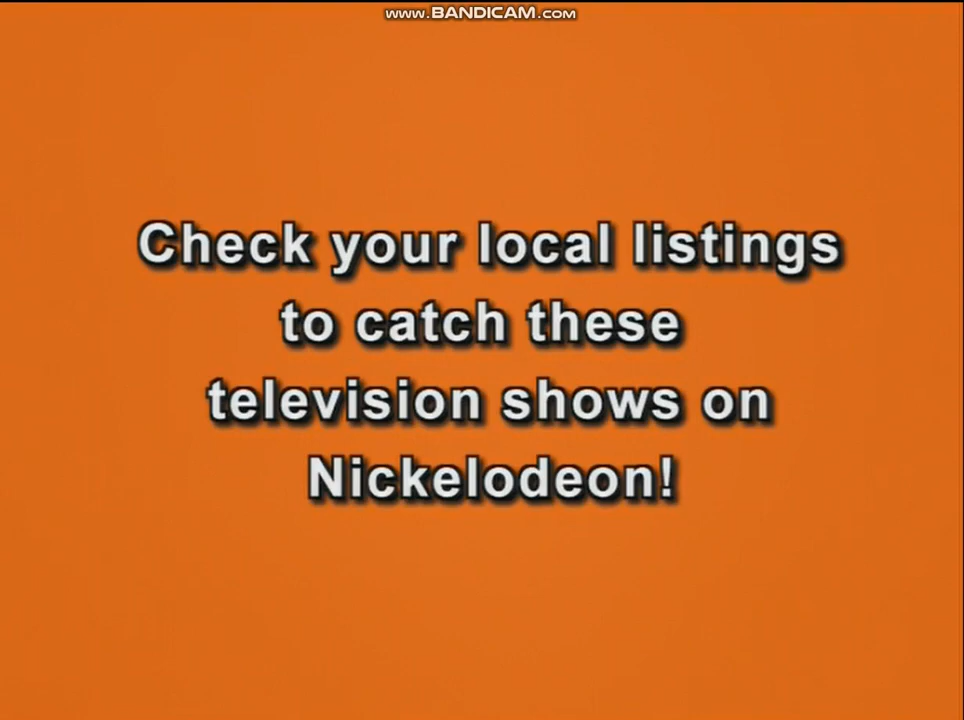 www.BANDICAM.com
Check your local listings
to catch these
television shows on
Nickelodeon!